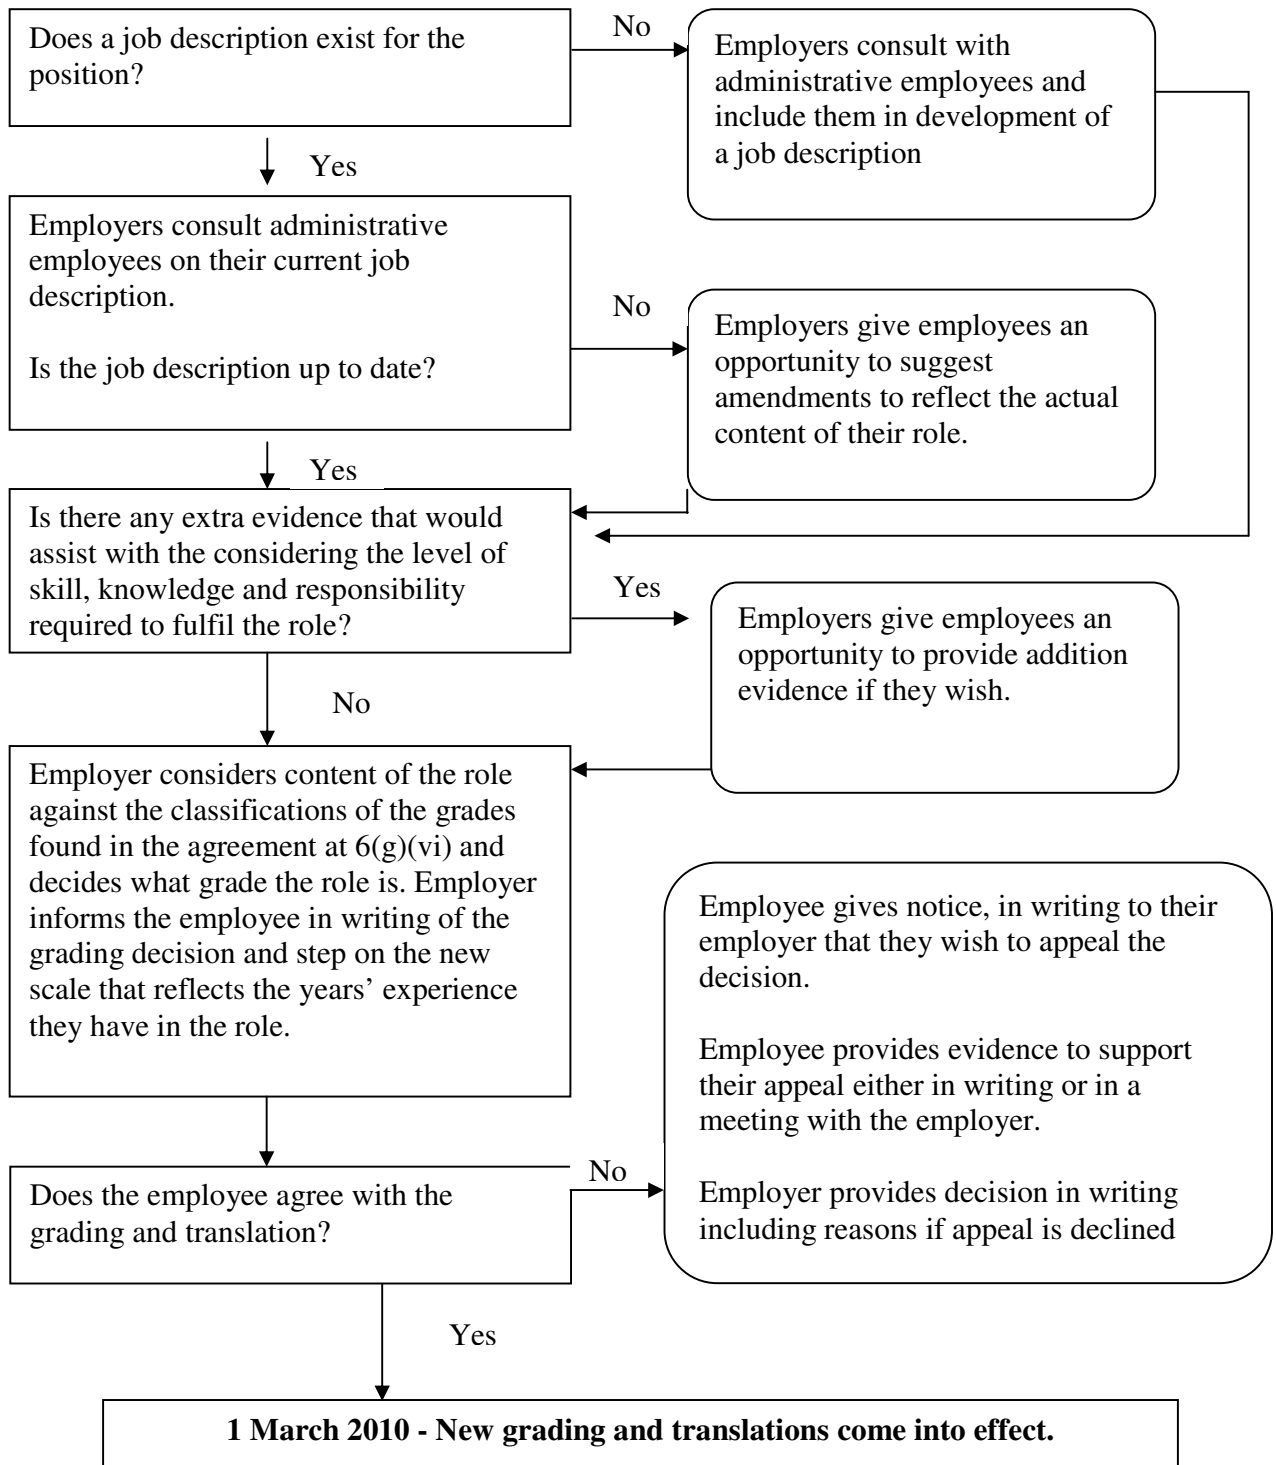 Does a job description exist for the
position?
No
Employers consult with
administrative employees and
include them in development of
a job description
Yes
Employers consult administrative
employees on their current job
description.
Is the job description up to date?
No
Employers give employees an
opportunity to suggest
amendments to reflect the actual
content of their role.
Yes
Is there any extra evidence that would
assist with the considering the level of
skill, knowledge and responsibility
required to fulfil the role?
Yes
Employers give employees an
opportunity to provide addition
evidence if they wish.
No
Employer considers content of the role
against the classifications of the grades
found in the agreement at 6(g)(vi) and
decides what grade the role is. Employer
informs the employee in writing of the
grading decision and step on the new
scale that reflects the years’ experience
they have in the role.
Employee gives notice, in writing to their
employer that they wish to appeal the
decision.
Employee provides evidence to support
their appeal either in writing or in a
meeting with the employer.
Employer provides decision in writing
including reasons if appeal is declined
Does the employee agree with the
grading and translation?
No
Yes
1 March 2010 - New grading and translations come into effect.